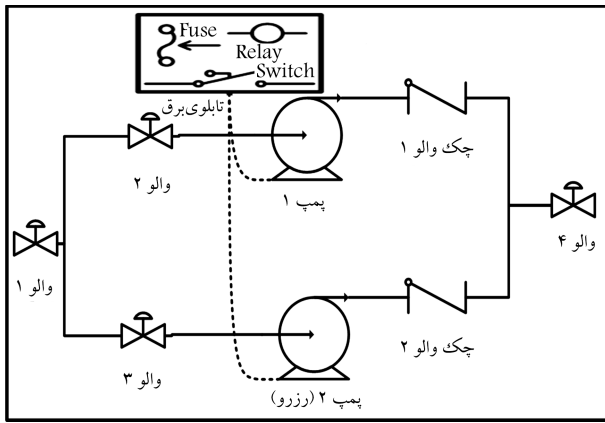 Fuse
Relay
Switch
تابلوی برق
والو ۲
پمپ ۱
چک والو ۱
والو ۱
والو ۴
والو ۳
پمپ ۲ (رزرو)
چک والو ۲